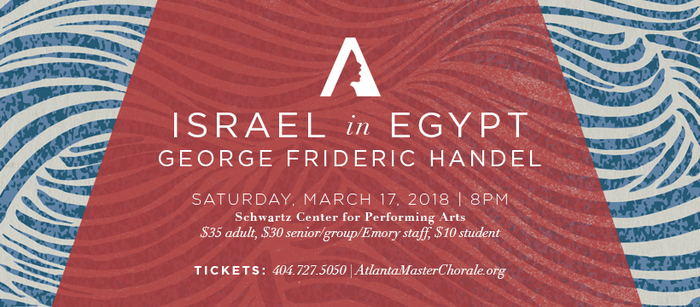 ISRAEL in EGYPT
GEORGE FRIDERIC HANDEL
SATURDAY, MARCH 17, 2018 | 8PM
Schwartz Center for Performing Arts
$35 adult, $30 senior/group/Emory staff, $10 student
TICKETS: 404.727.5050 | AtlantaMasterChorale.org